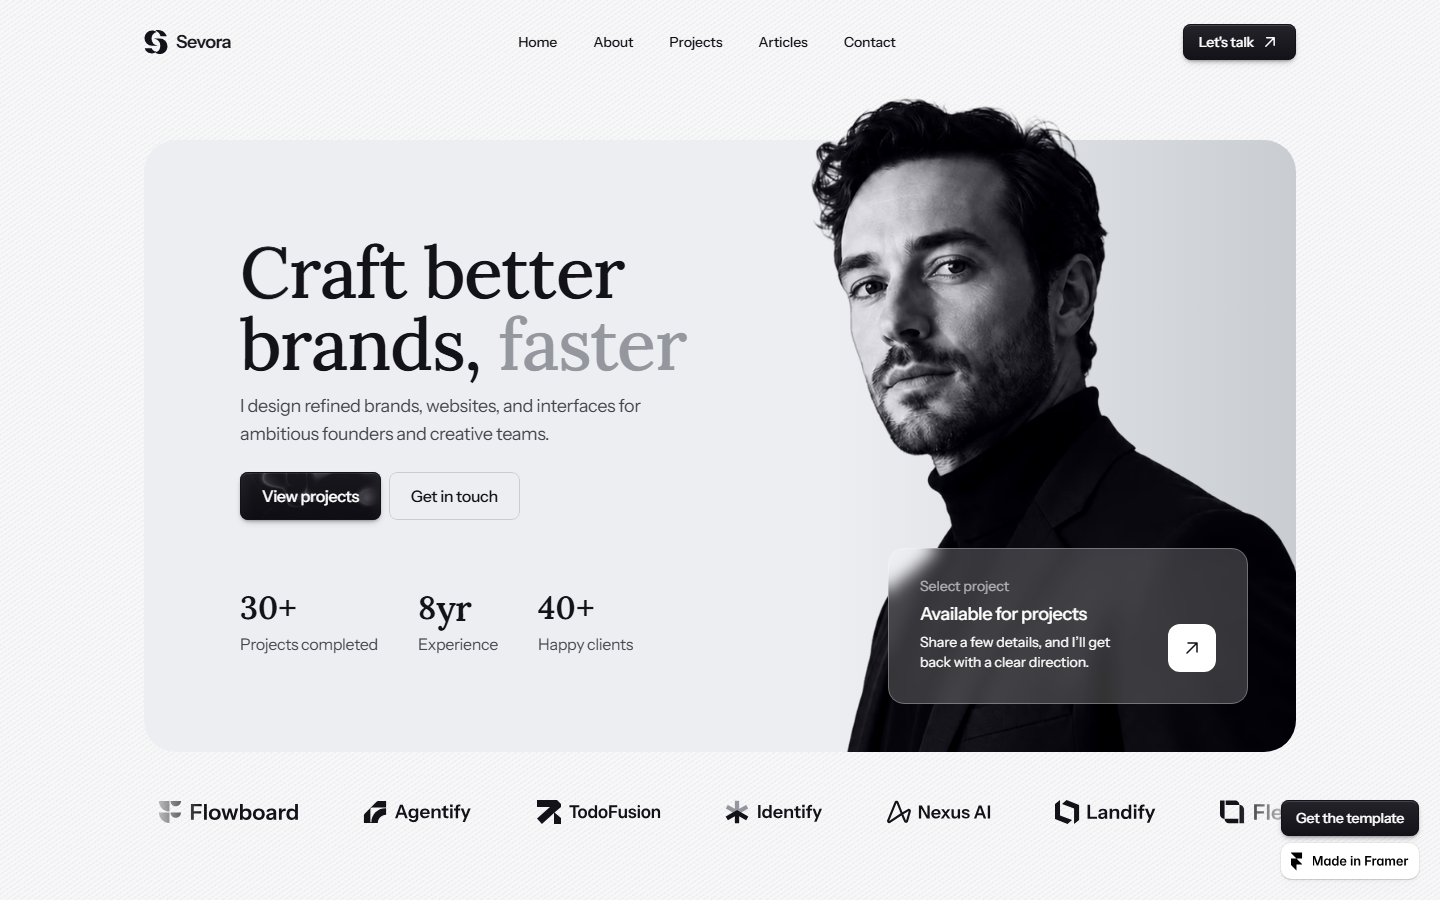 Sevora
Home
About
Projects
Articles
Contact
Let's talk
Craft better
brands, faster
I design refined brands, websites, and interfaces for
ambitious founders and creative teams.
View projects
Get in touch
30+
Projects completed
8yr
Experience
40+
Happy clients
Select project
Available for projects
Share a few details, and I'll get
back with a clear direction.
Flowboard
Agentify
TodoFusion
Identify
Nexus AI
Landify
Get the template
Made in Framer